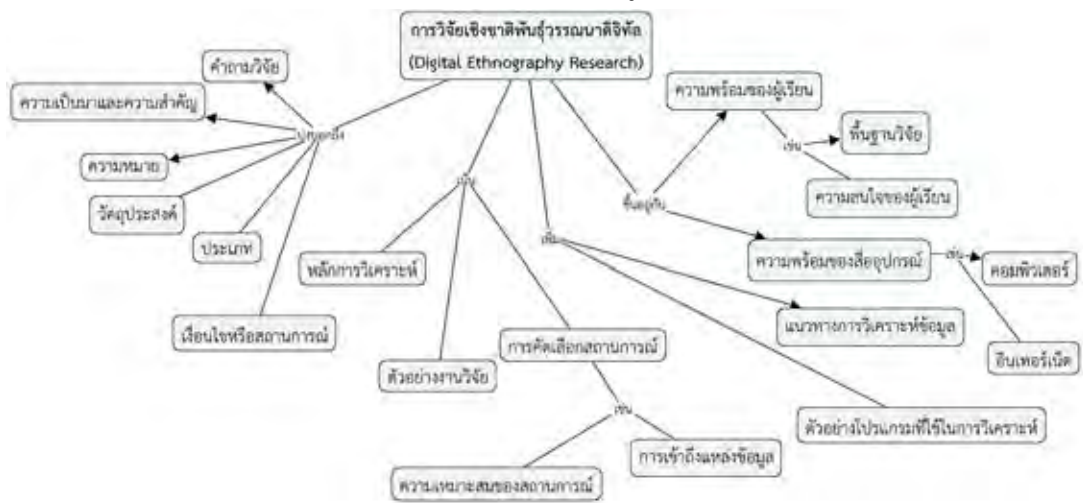 การวิจัยเชิงชาติพันธุ์วรรณนาดิจิทัล
(Digital Ethnography Research)
คำถามวิจัย
ความเป็นมาและความสำคัญ
ความหมาย
วัตถุประสงค์
ประเภท
เงื่อนไขหรือสถานการณ์
เน้น
หลักการวิเคราะห์
ตัวอย่างงานวิจัย
การคัดเลือกสถานการณ์
เช่น
ความเหมาะสมของสถานการณ์
การเข้าถึงแหล่งข้อมูล
เพิ่ม
แนวทางการวิเคราะห์ข้อมูล
ตัวอย่างโปรแกรมที่ใช้ในการวิเคราะห์
ขึ้นอยู่กับ
ความพร้อมของผู้เรียน
เช่น
พื้นฐานวิจัย
ความสนใจของผู้เรียน
ความพร้อมของสื่ออุปกรณ์
เช่น
คอมพิวเตอร์
อินเทอร์เน็ต